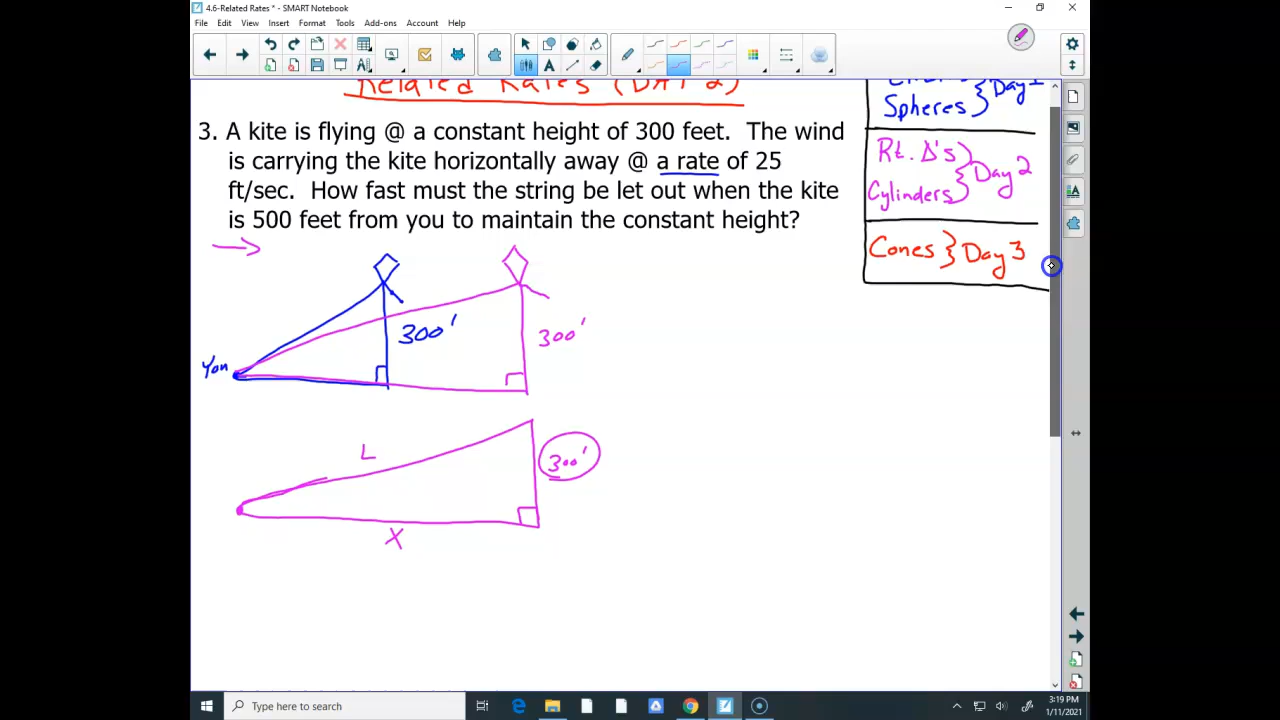 4.6-Related Rates * - SMART Notebook
File Edit View Insert Format Tools Add-ons Account Help
Related Rates (DAY 2)
Spheres } Day 1
3. A kite is flying @ a constant height of 300 feet. The wind
is carrying the kite horizontally away @ a rate of 25
ft/sec. How fast must the string be let out when the kite
is 500 feet from you to maintain the constant height?
Rt. Δ's
Cylinders } Day 2
Cones } Day 3
300'
300'
You
L
300'
X
Type here to search
3:19 PM
1/11/2021